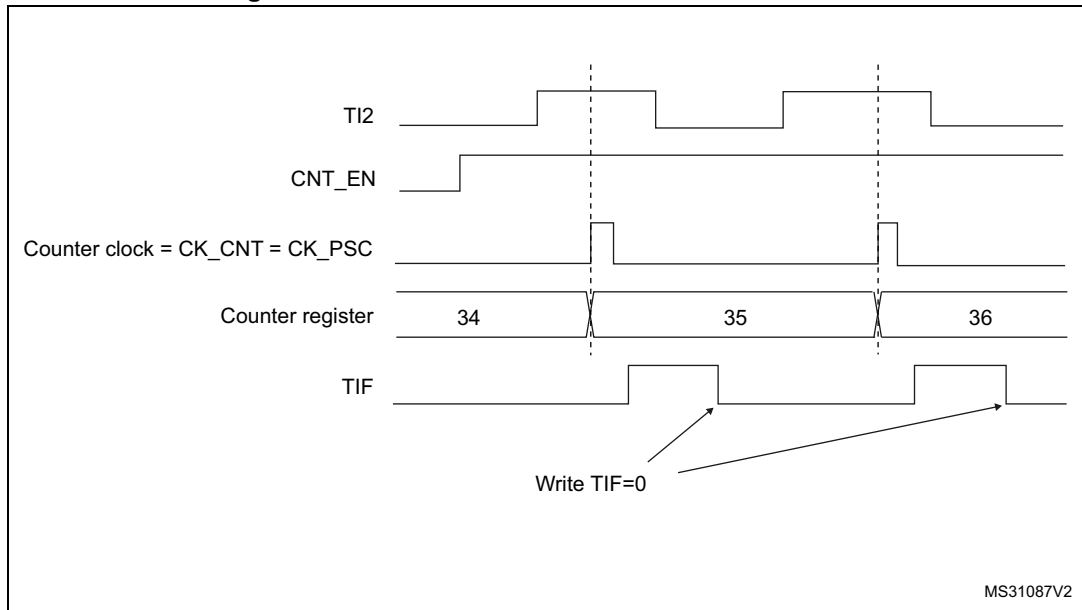 TI2
CNT_EN
Counter clock = CK_CNT = CK_PSC
Counter register
34
35
36
TIF
Write TIF=0
MS31087V2